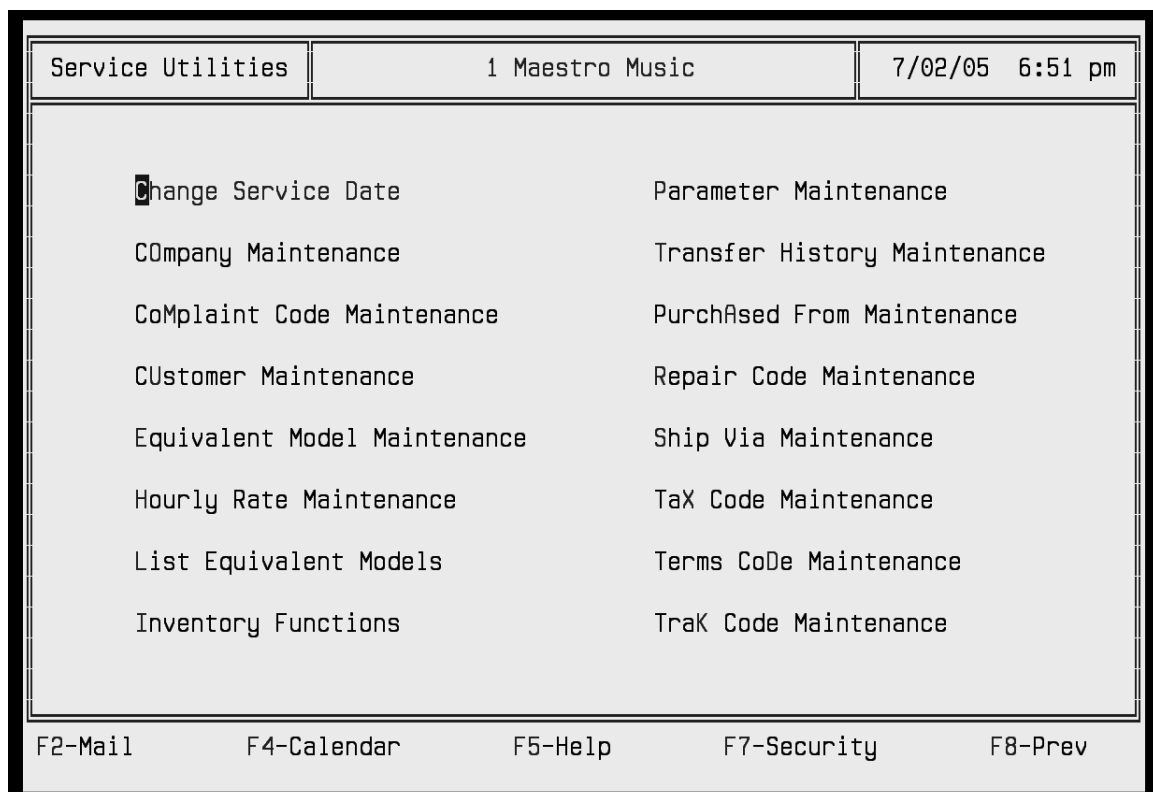 Service Utilities 1 Maestro Music 7/02/05 6:51 pm
Change Service Date Parameter Maintenance
COmpany Maintenance Transfer History Maintenance
CoMplaint Code Maintenance PurchAsed From Maintenance
CUstomer Maintenance Repair Code Maintenance
Equivalent Model Maintenance Ship Via Maintenance
Hourly Rate Maintenance TaX Code Maintenance
List Equivalent Models Terms CoDe Maintenance
Inventory Functions TraK Code Maintenance
F2-Mail F4-Calendar F5-Help F7-Security F8-Prev